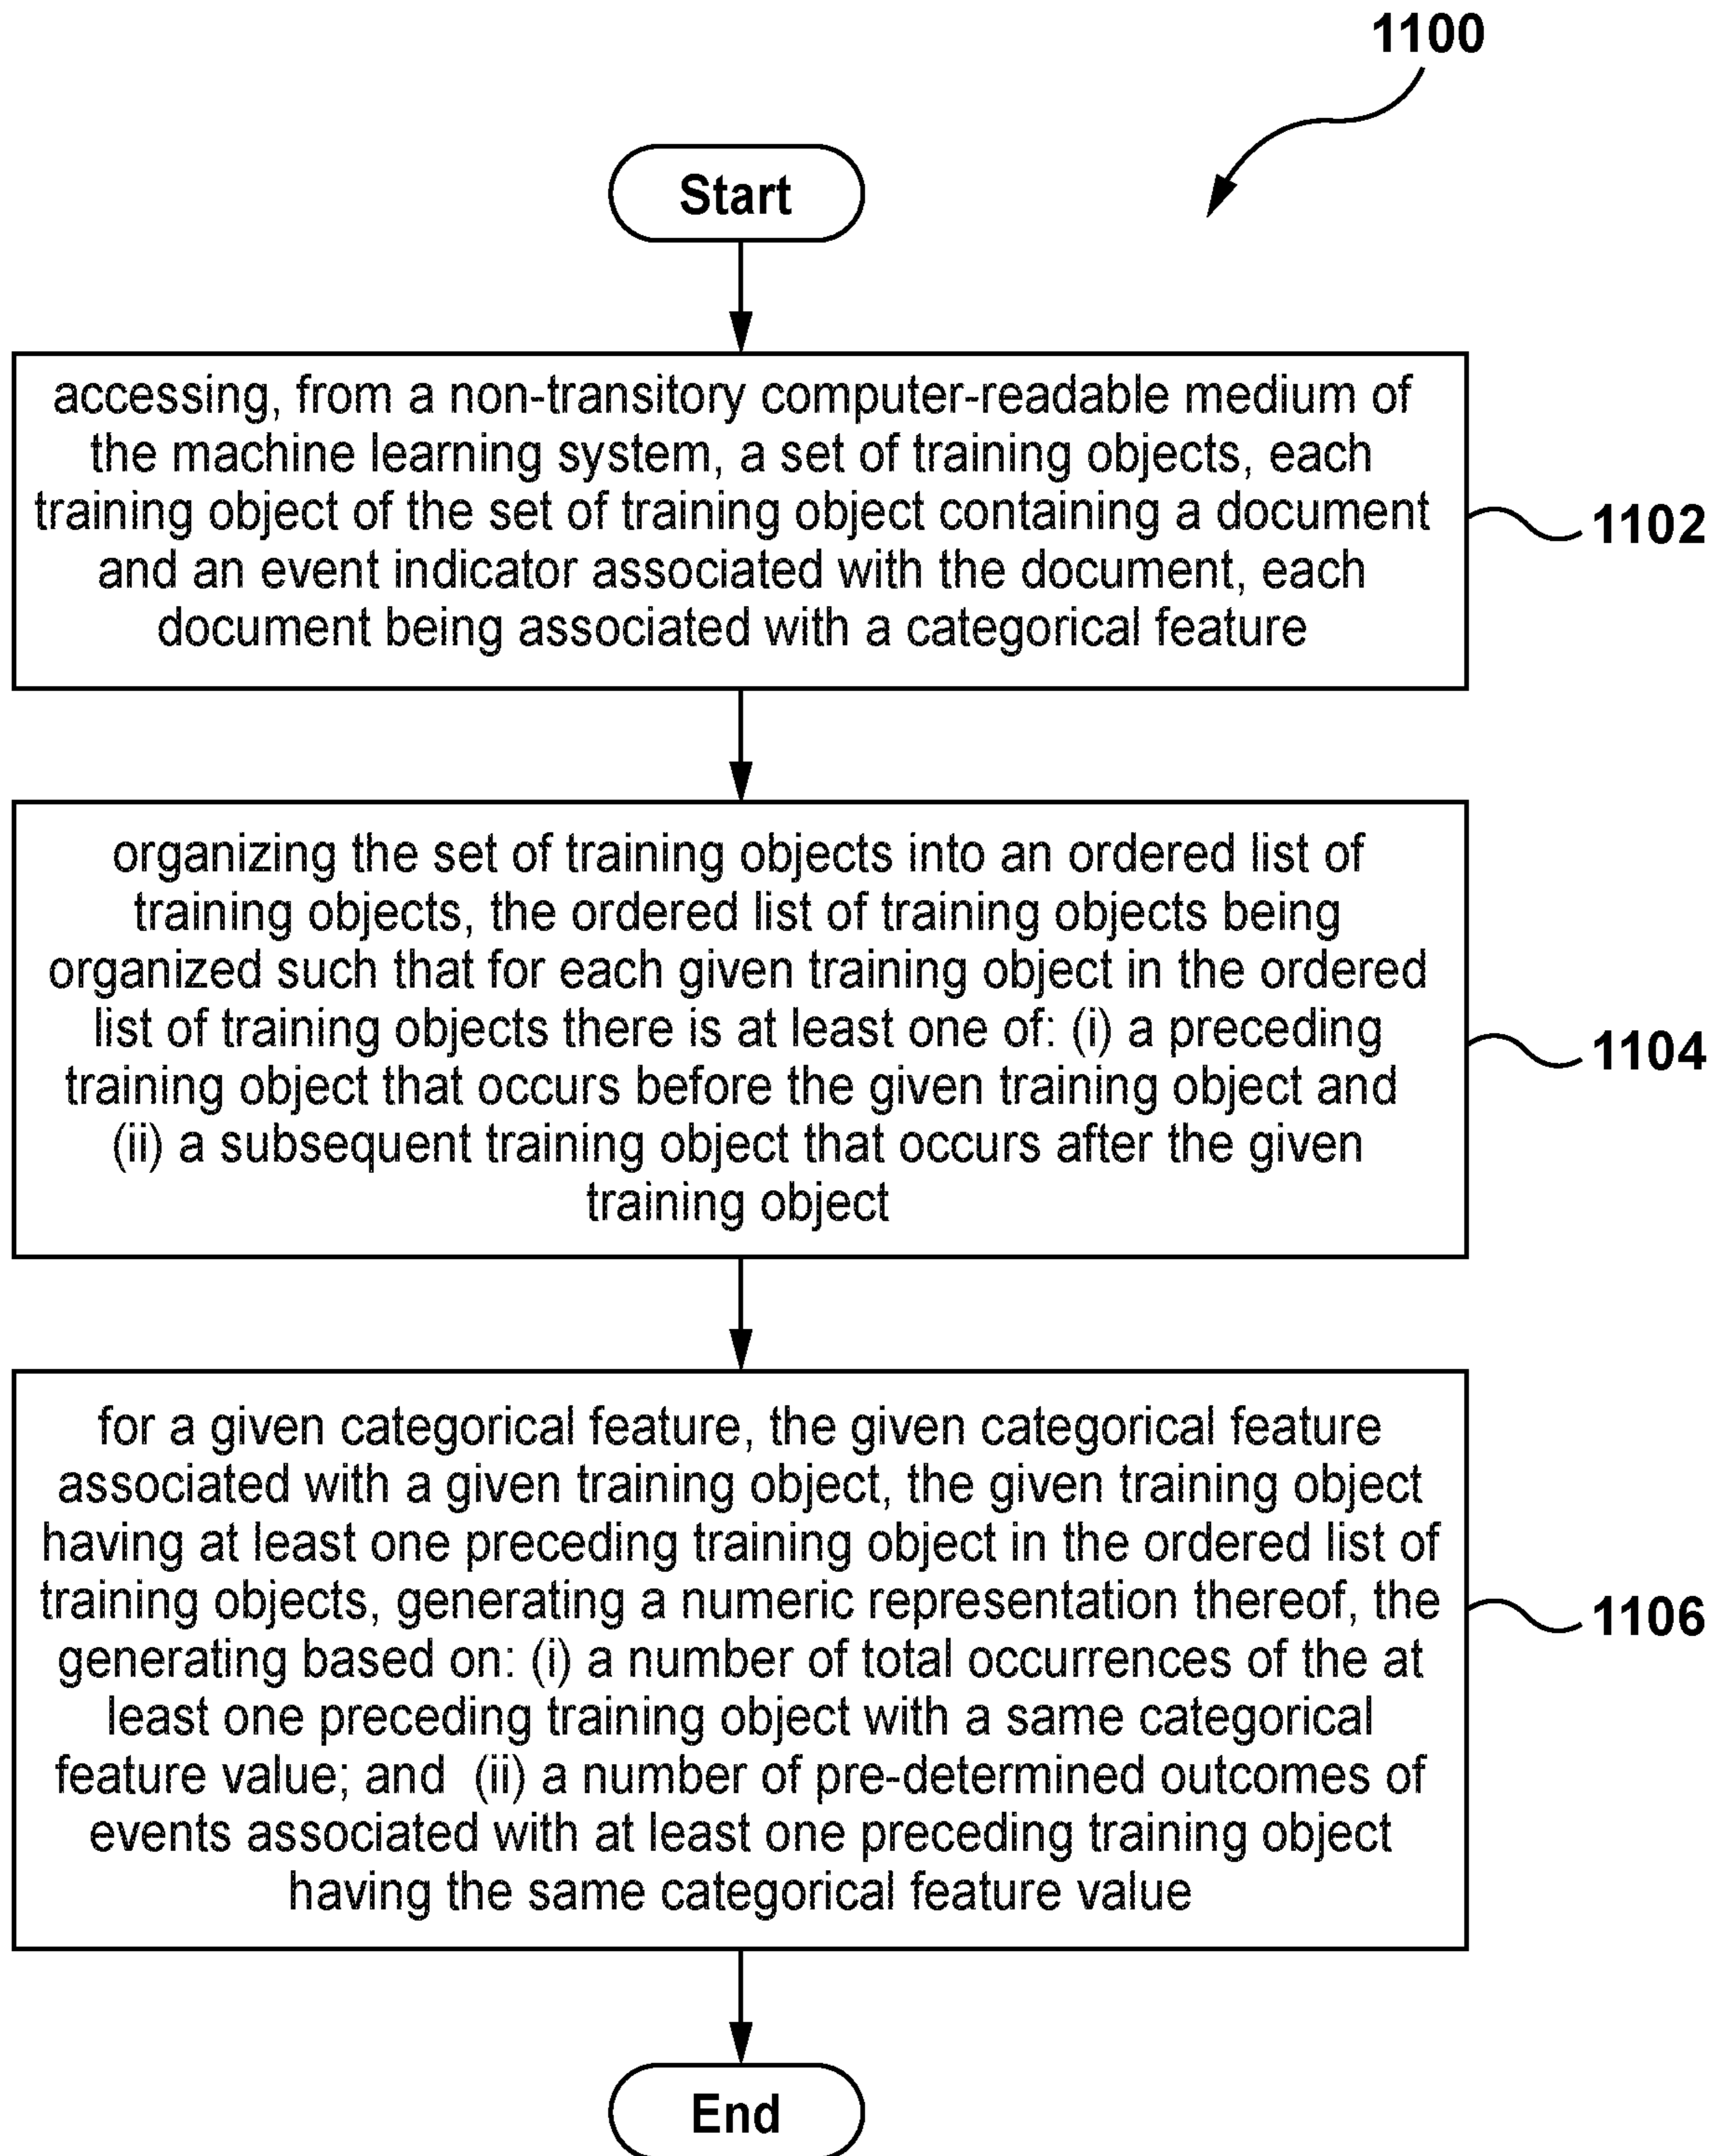 1100
Start
accessing, from a non-transitory computer-readable medium of
the machine learning system, a set of training objects, each
training object of the set of training object containing a document
and an event indicator associated with the document, each
document being associated with a categorical feature
1102
organizing the set of training objects into an ordered list of
training objects, the ordered list of training objects being
organized such that for each given training object in the ordered
list of training objects there is at least one of: (i) a preceding
training object that occurs before the given training object and
(ii) a subsequent training object that occurs after the given
training object
1104
for a given categorical feature, the given categorical feature
associated with a given training object, the given training object
having at least one preceding training object in the ordered list of
training objects, generating a numeric representation thereof, the
generating based on: (i) a number of total occurrences of the at
least one preceding training object with a same categorical
feature value; and (ii) a number of pre-determined outcomes of
events associated with at least one preceding training object
having the same categorical feature value
1106
End